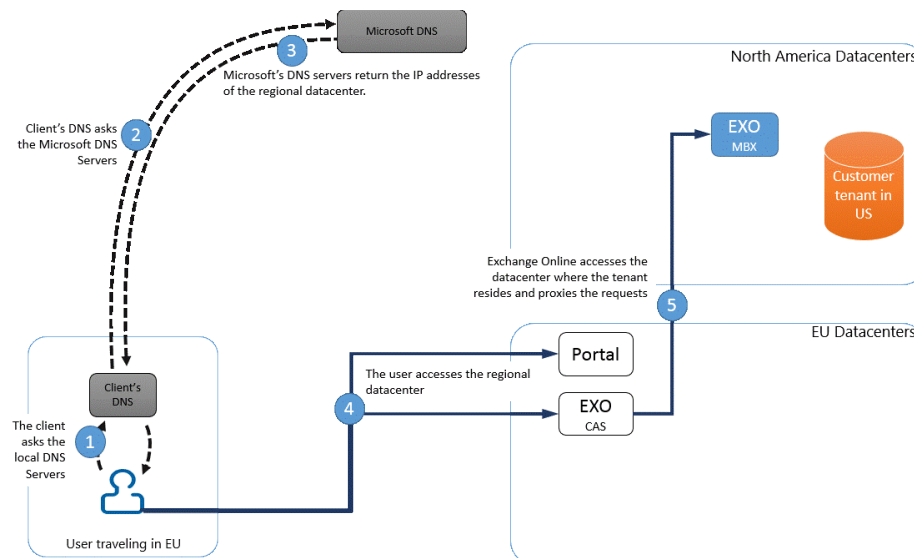 Microsoft DNS
3
Microsoft's DNS servers return the IP addresses
of the regional datacenter.
North America Datacenters
2
Client's DNS asks
the Microsoft DNS
Servers
EXO
MBX
Customer
tenant in
US
Exchange Online accesses the
datacenter where the tenant
resides and proxies the requests
5
EU Datacenters
Portal
The user accesses the regional
datacenter
4
EXO
CAS
Client's
DNS
1
The client
asks the
local DNS
Servers
User traveling in EU